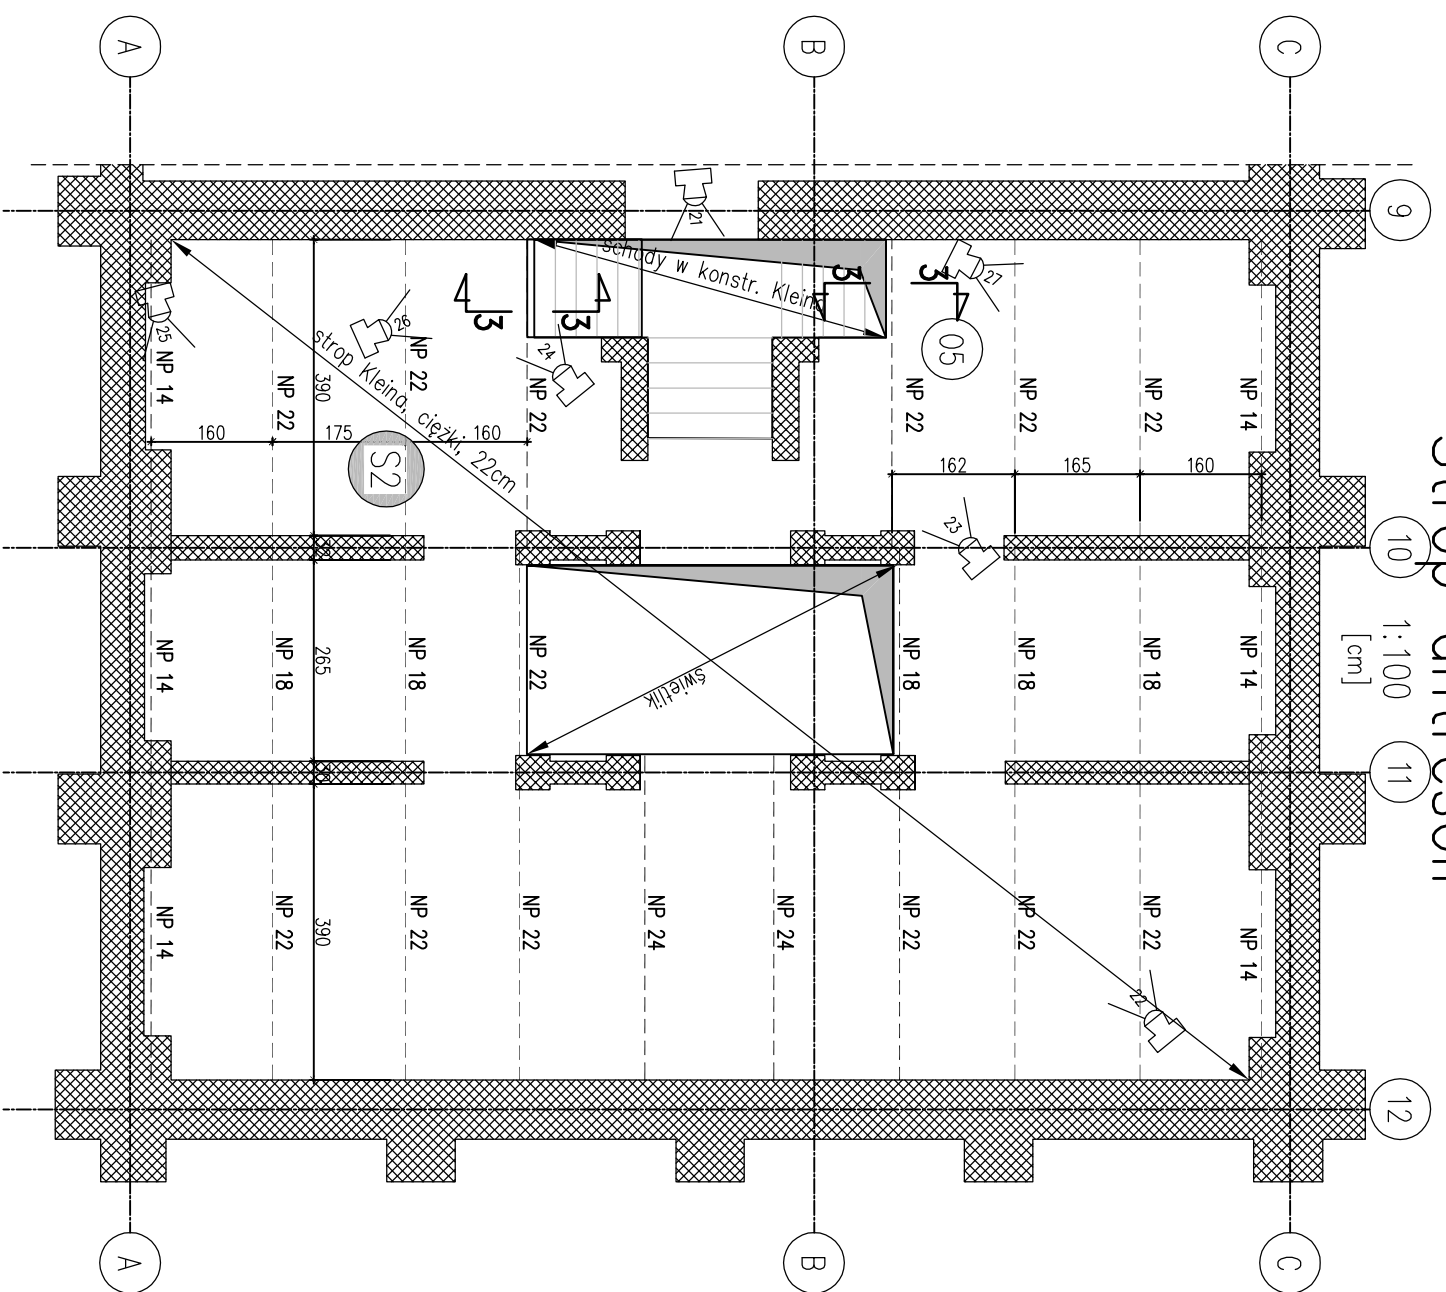 A
B
C
9
21
schody w konstr. Kleina
3
3
3
3
27
05
25
26
24
strop Kleina, ciężki, 22cm
NP 14
NP 22
NP 22
NP 22
NP 22
NP 22
NP 22
NP 14
390
160
175
160
162
165
160
S2
23
10
30
1:100
[cm]
NP 14
NP 18
NP 18
NP 22
NP 18
NP 18
NP 18
NP 14
265
świetlik
11
30
NP 14
NP 22
NP 22
NP 22
NP 24
NP 24
NP 22
NP 22
NP 22
NP 14
390
22
12
A
B
C